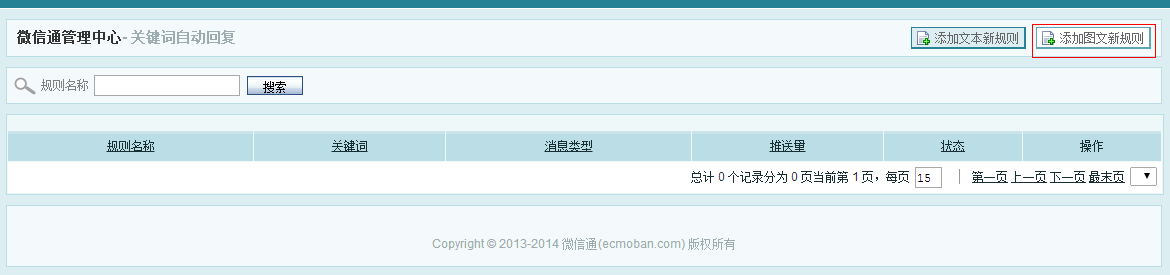 微信通管理中心 - 关键词自动回复 添加文本新规则 添加图文新规则
规则名称 搜索
规则名称 关键词 消息类型 推送量 状态 操作
总计 0 个记录分为 0 页当前第 1 页，每页 15 | 第一页 上一页 下一页 最末页
Copyright © 2013-2014 微信通(ecmoban.com) 版权所有